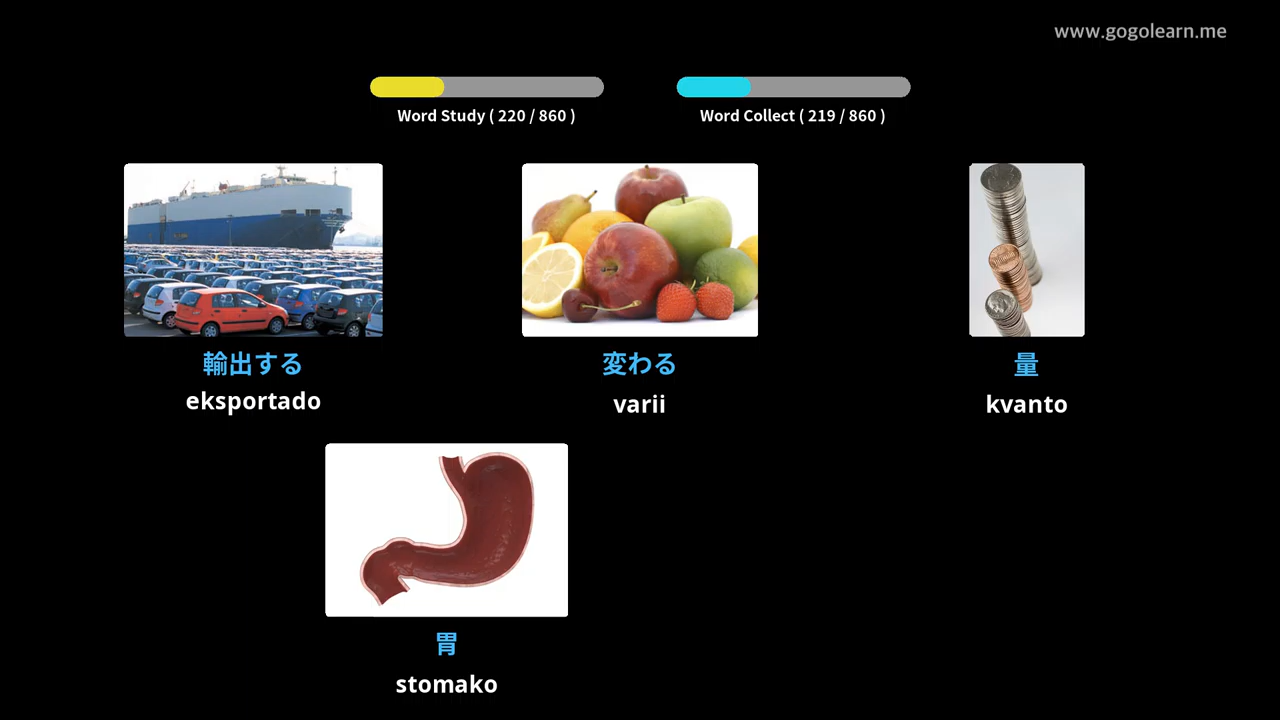 www.gogolearn.me
Word Study ( 220 / 860 )
Word Collect ( 219 / 860 )
輸出する
eksportado
変わる
varii
量
kvanto
胃
stomako